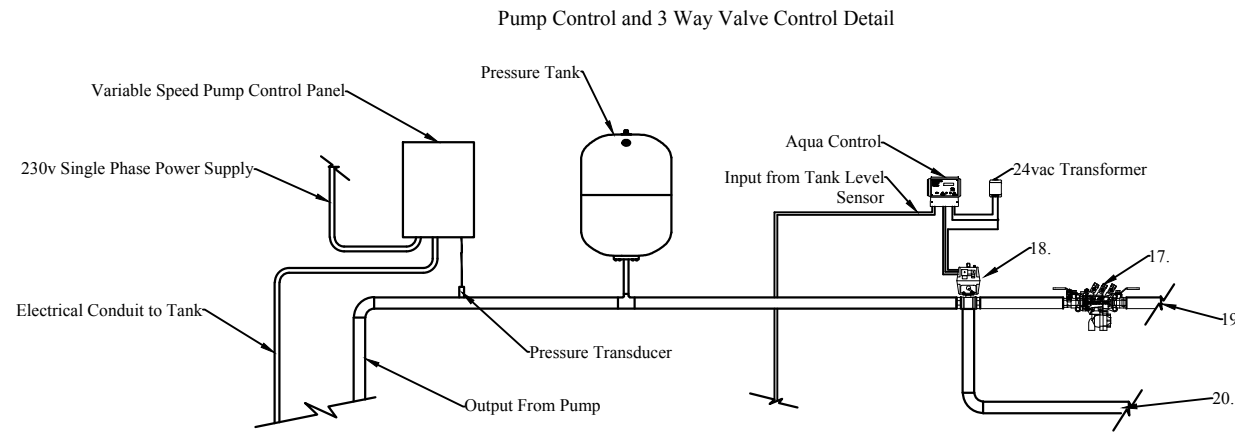 Pump Control and 3 Way Valve Control Detail
Pressure Tank
Variable Speed Pump Control Panel
Aqua Control
230v Single Phase Power Supply
24vac Transformer
Input from Tank Level
Sensor
18.
17.
Electrical Conduit to Tank
19
Pressure Transducer
Output From Pump
20.